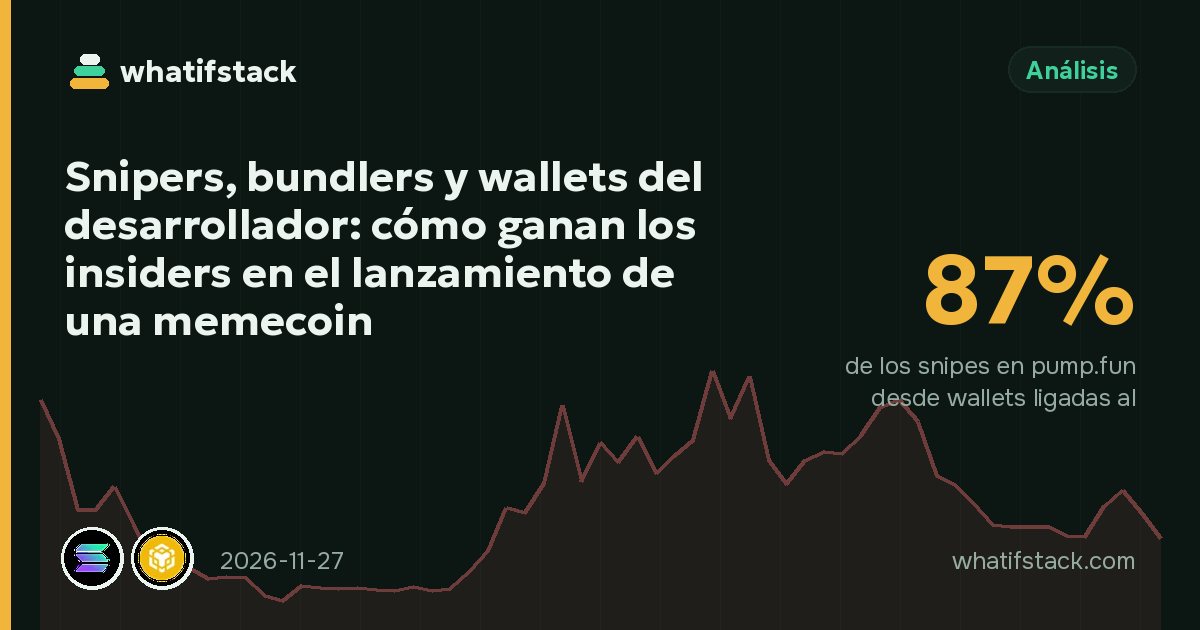 whatifstack
Análisis
Snipers, bundlers y wallets del
desarrollador: cómo ganan los
insiders en el lanzamiento de
una memecoin
87%
de los snipes en pump.fun
desde wallets ligadas al
2026-11-27
whatifstack.com